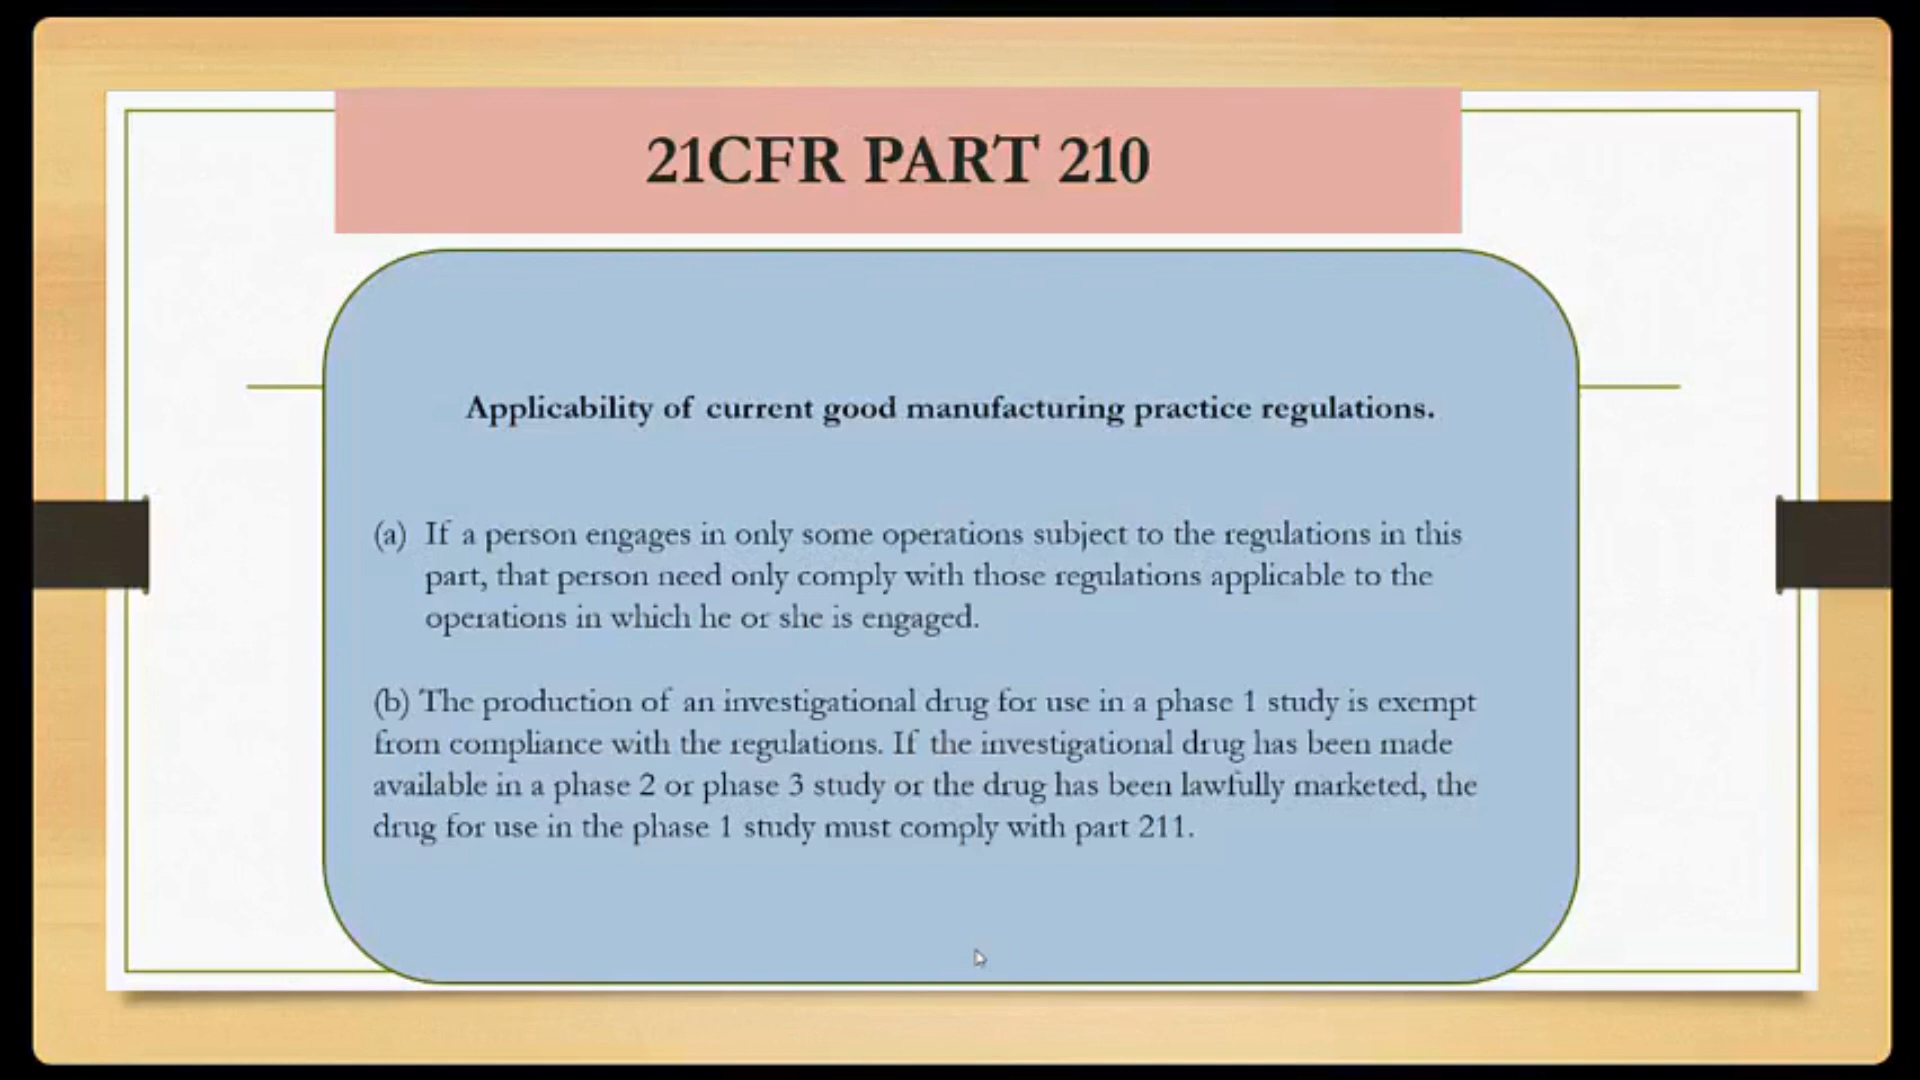 21CFR PART 210
Applicability of current good manufacturing practice regulations.
(a) If a person engages in only some operations subject to the regulations in this
part, that person need only comply with those regulations applicable to the
operations in which he or she is engaged.
(b) The production of an investigational drug for use in a phase 1 study is exempt
from compliance with the regulations. If the investigational drug has been made
available in a phase 2 or phase 3 study or the drug has been lawfully marketed, the
drug for use in the phase 1 study must comply with part 211.